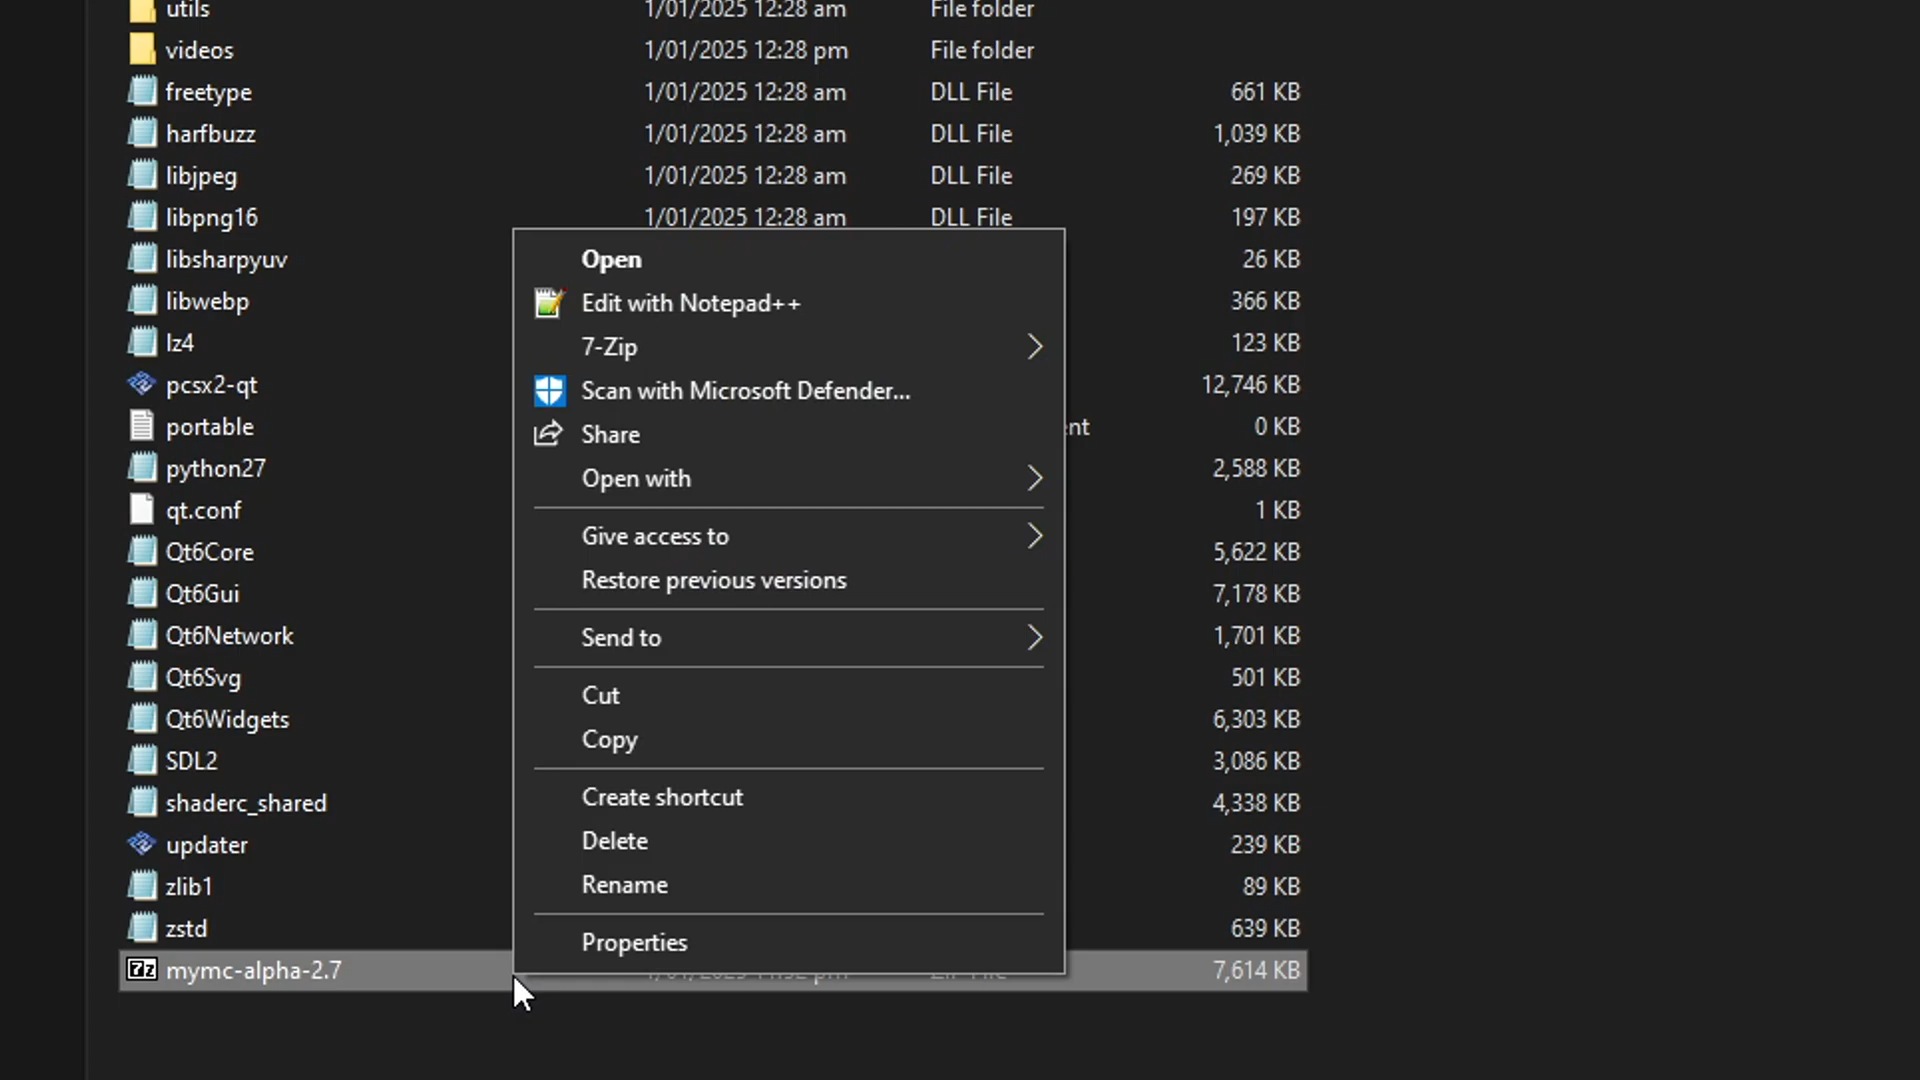 utils 1/01/2025 12:28 am File folder
videos 1/01/2025 12:28 pm File folder
freetype 1/01/2025 12:28 am DLL File 661 KB
harfbuzz 1/01/2025 12:28 am DLL File 1,039 KB
libjpeg 1/01/2025 12:28 am DLL File 269 KB
libpng16 1/01/2025 12:28 am DLL File 197 KB
libsharpyuv 26 KB
libwebp 366 KB
lz4 123 KB
pcsx2-qt 12,746 KB
portable nt 0 KB
python27 2,588 KB
qt.conf 1 KB
Qt6Core 5,622 KB
Qt6Gui 7,178 KB
Qt6Network 1,701 KB
Qt6Svg 501 KB
Qt6Widgets 6,303 KB
SDL2 3,086 KB
shaderc_shared 4,338 KB
updater 239 KB
zlib1 89 KB
zstd 639 KB
7z mymc-alpha-2.7 7,614 KB
Open
Edit with Notepad++
7-Zip
Scan with Microsoft Defender...
Share
Open with
Give access to
Restore previous versions
Send to
Cut
Copy
Create shortcut
Delete
Rename
Properties